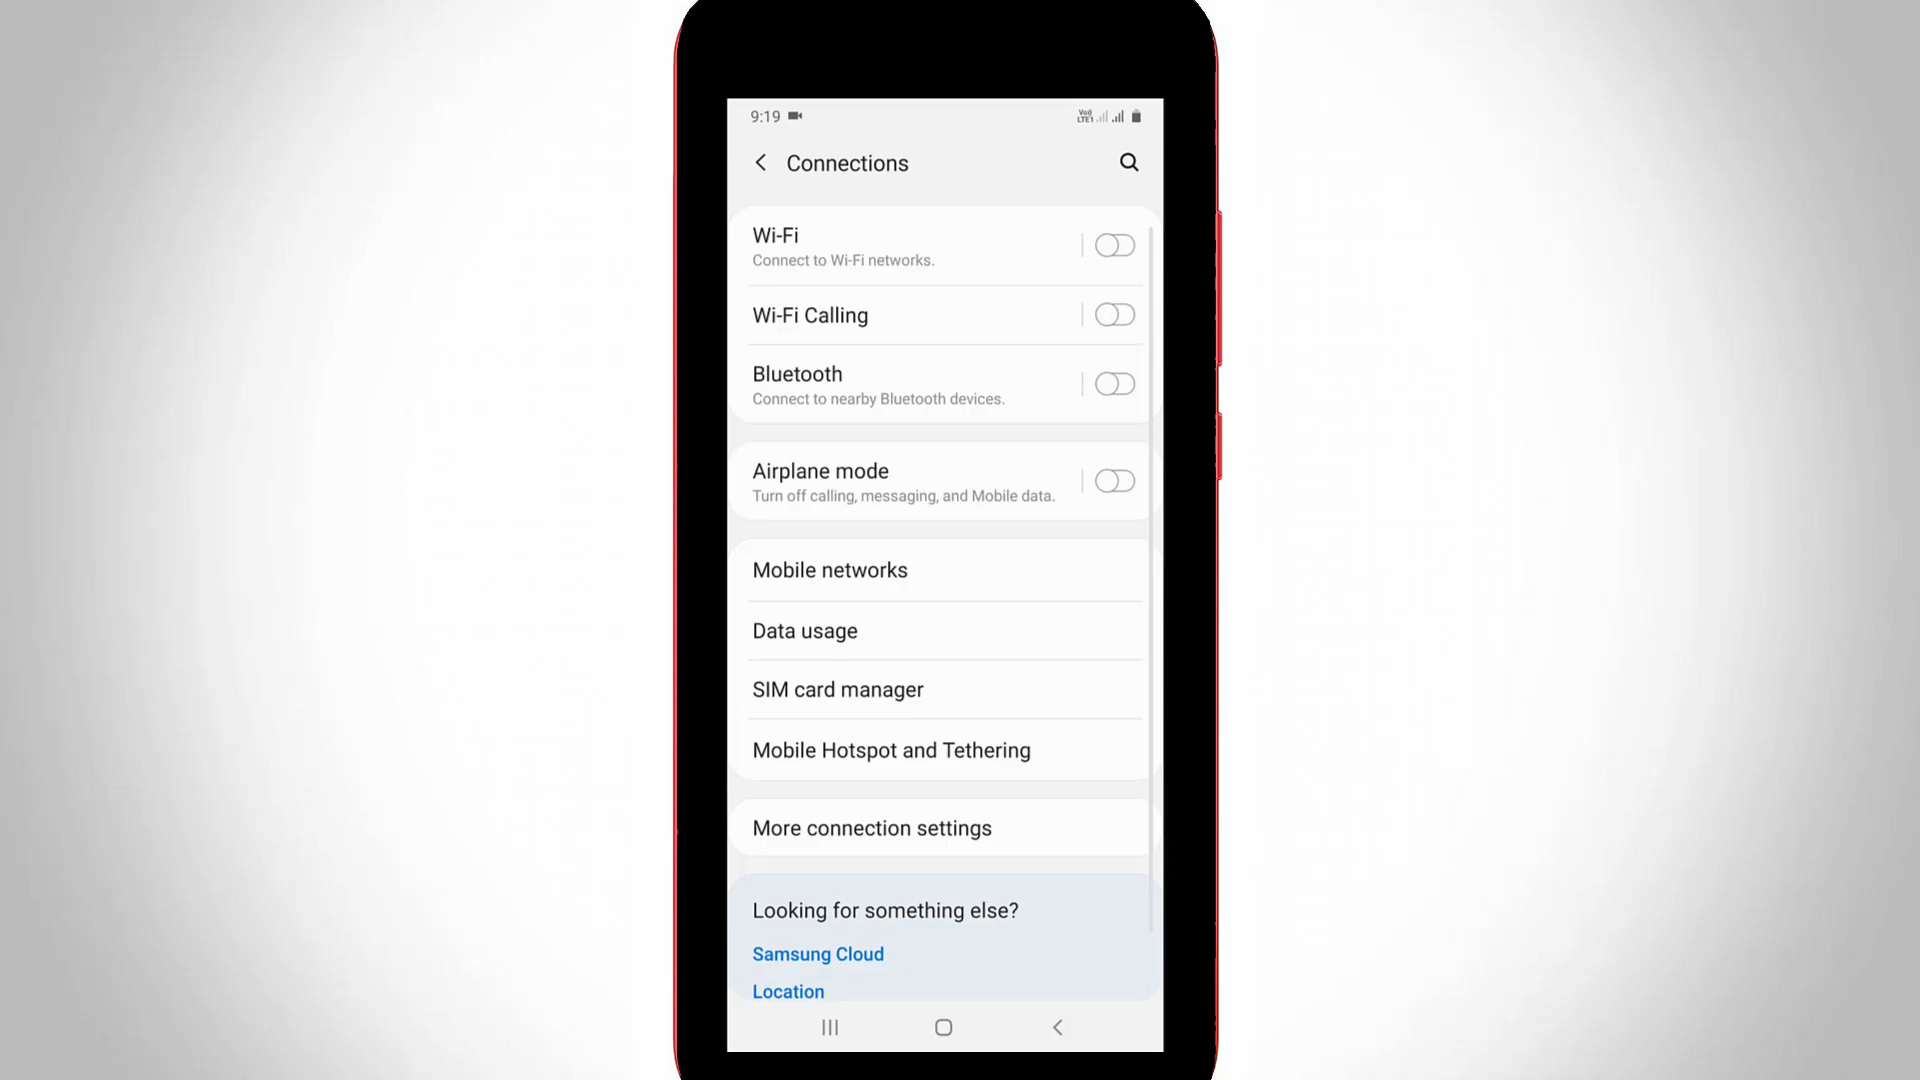 9:19
Vo)) LTE1
Connections
Wi-Fi
Connect to Wi-Fi networks.
Wi-Fi Calling
Bluetooth
Connect to nearby Bluetooth devices.
Airplane mode
Turn off calling, messaging, and Mobile data.
Mobile networks
Data usage
SIM card manager
Mobile Hotspot and Tethering
More connection settings
Looking for something else?
Samsung Cloud
Location